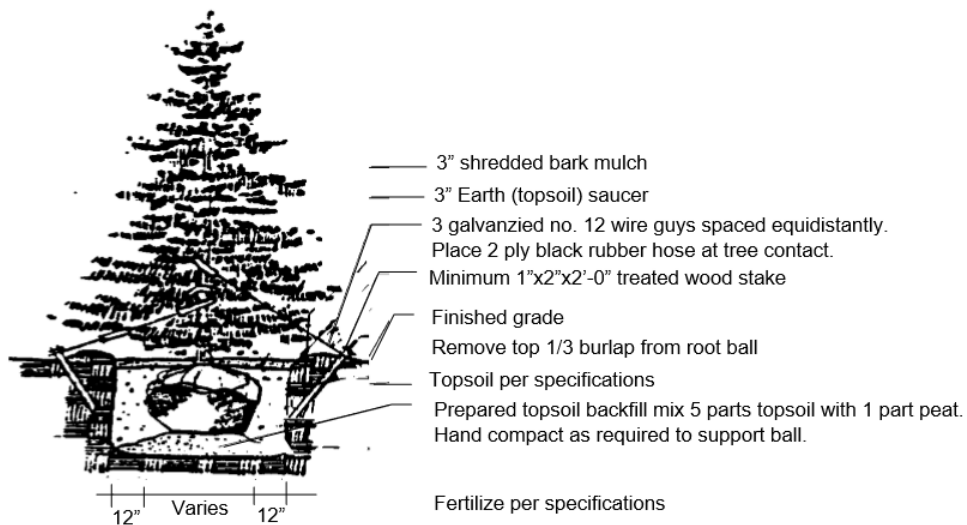 3” shredded bark mulch
3” Earth (topsoil) saucer
3 galvanzied no. 12 wire guys spaced equidistantly.
Place 2 ply black rubber hose at tree contact.
Minimum 1”x2”x2’-0” treated wood stake
Finished grade
Remove top 1/3 burlap from root ball
Topsoil per specifications
Prepared topsoil backfill mix 5 parts topsoil with 1 part peat.
Hand compact as required to support ball.
12” Varies 12”
Fertilize per specifications